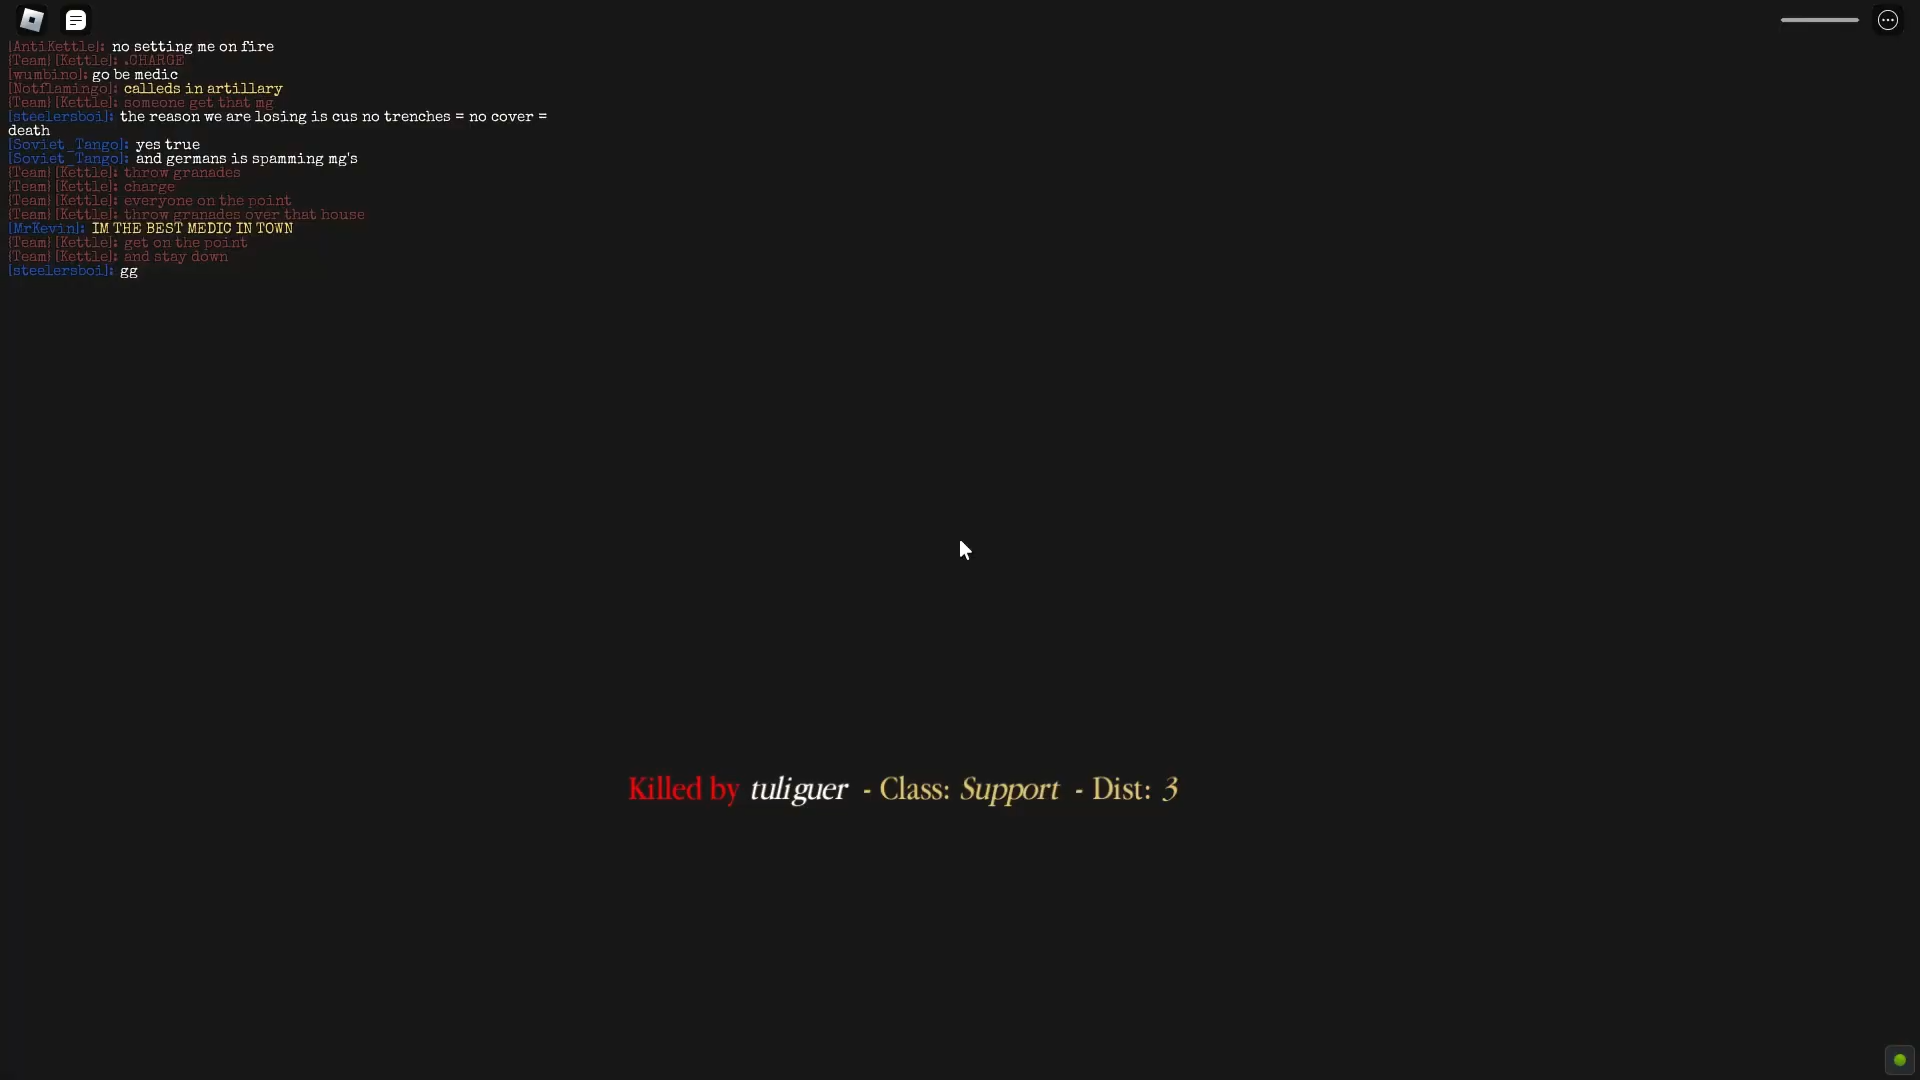 [AntiKettle]: no setting me on fire
{Team} [Kettle]: .CHARGE
[wumbino]: go be medic
[Notflamingo]: calleds in artillary
{Team} [Kettle]: someone get that mg
[steelersboi]: the reason we are losing is cus no trenches = no cover =
death
[Soviet_Tango]: yes true
[Soviet_Tango]: and germans is spamming mg's
{Team} [Kettle]: throw granades
{Team} [Kettle]: charge
{Team} [Kettle]: everyone on the point
{Team} [Kettle]: throw granades over that house
[MrKevin]: IM THE BEST MEDIC IN TOWN
{Team} [Kettle]: get on the point
{Team} [Kettle]: and stay down
[steelersboi]: gg
Killed by tuliguer - Class: Support - Dist: 3